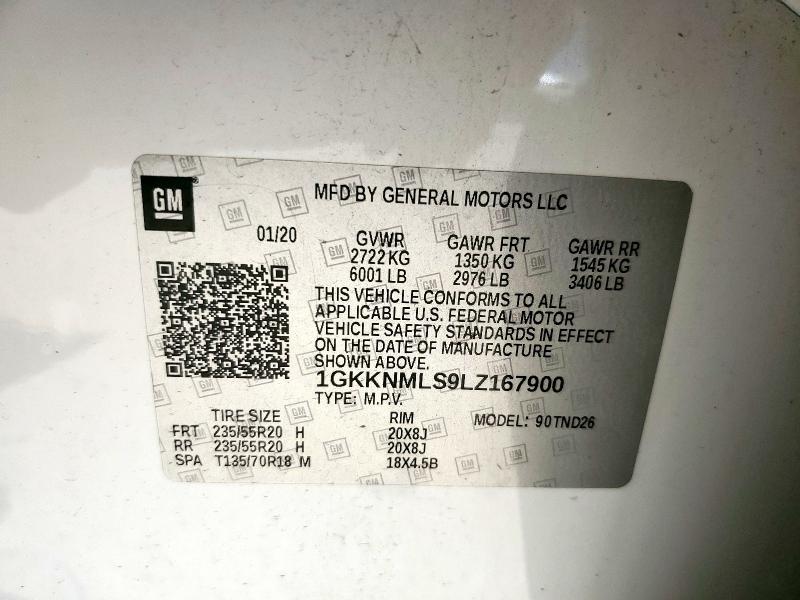 GM
MFD BY GENERAL MOTORS LLC
01/20 GVWR GAWR FRT GAWR RR
2722 KG 1350 KG 1545 KG
6001 LB 2976 LB 3406 LB
THIS VEHICLE CONFORMS TO ALL
APPLICABLE U.S. FEDERAL MOTOR
VEHICLE SAFETY STANDARDS IN EFFECT
ON THE DATE OF MANUFACTURE
SHOWN ABOVE.
1GKKNMLS9LZ167900
TYPE: M.P.V.
TIRE SIZE RIM MODEL: 90TND26
FRT 235/55R20 H 20X8J
RR 235/55R20 H 20X8J
SPA T135/70R18 M 18X4.5B